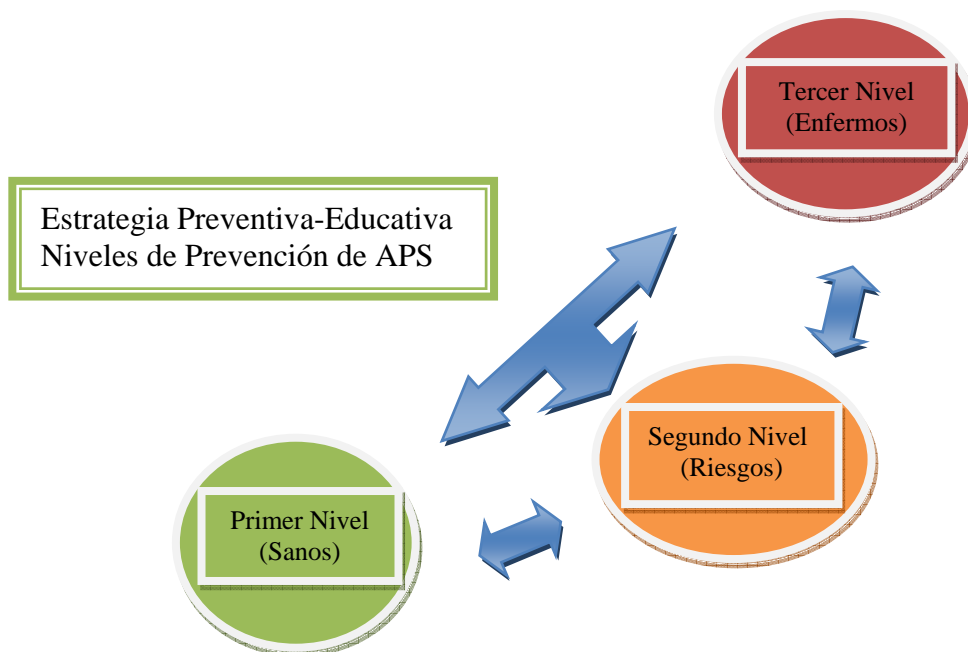 Tercer Nivel
(Enfermos)
Estrategia Preventiva-Educativa
Niveles de Prevención de APS
Segundo Nivel
(Riesgos)
Primer Nivel
(Sanos)